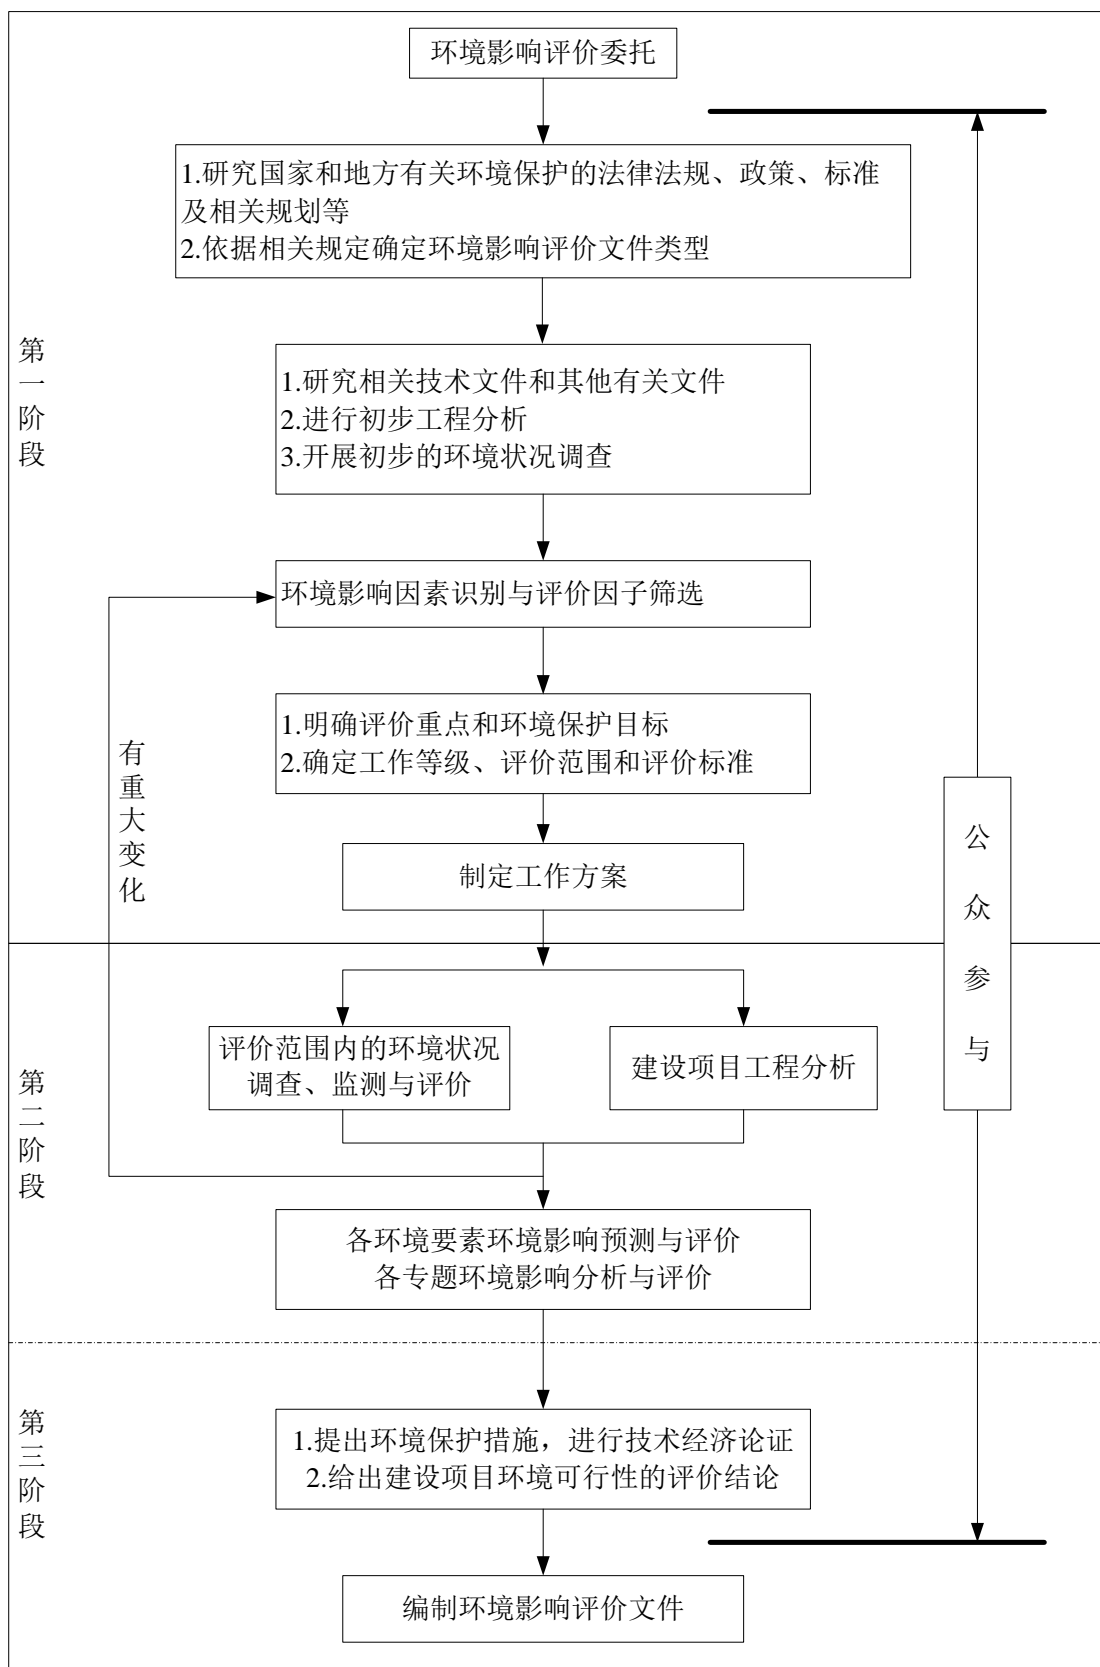 环境影响评价委托
1.研究国家和地方有关环境保护的法律法规、政策、标准
及相关规划等
2.依据相关规定确定环境影响评价文件类型
第一阶段
1.研究相关技术文件和其他有关文件
2.进行初步工程分析
3.开展初步的环境状况调查
环境影响因素识别与评价因子筛选
1.明确评价重点和环境保护目标
2.确定工作等级、评价范围和评价标准
有重大变化
制定工作方案
公众参与
第二阶段
评价范围内的环境状况
调查、监测与评价
建设项目工程分析
各环境要素环境影响预测与评价
各专题环境影响分析与评价
第三阶段
1.提出环境保护措施，进行技术经济论证
2.给出建设项目环境可行性的评价结论
编制环境影响评价文件